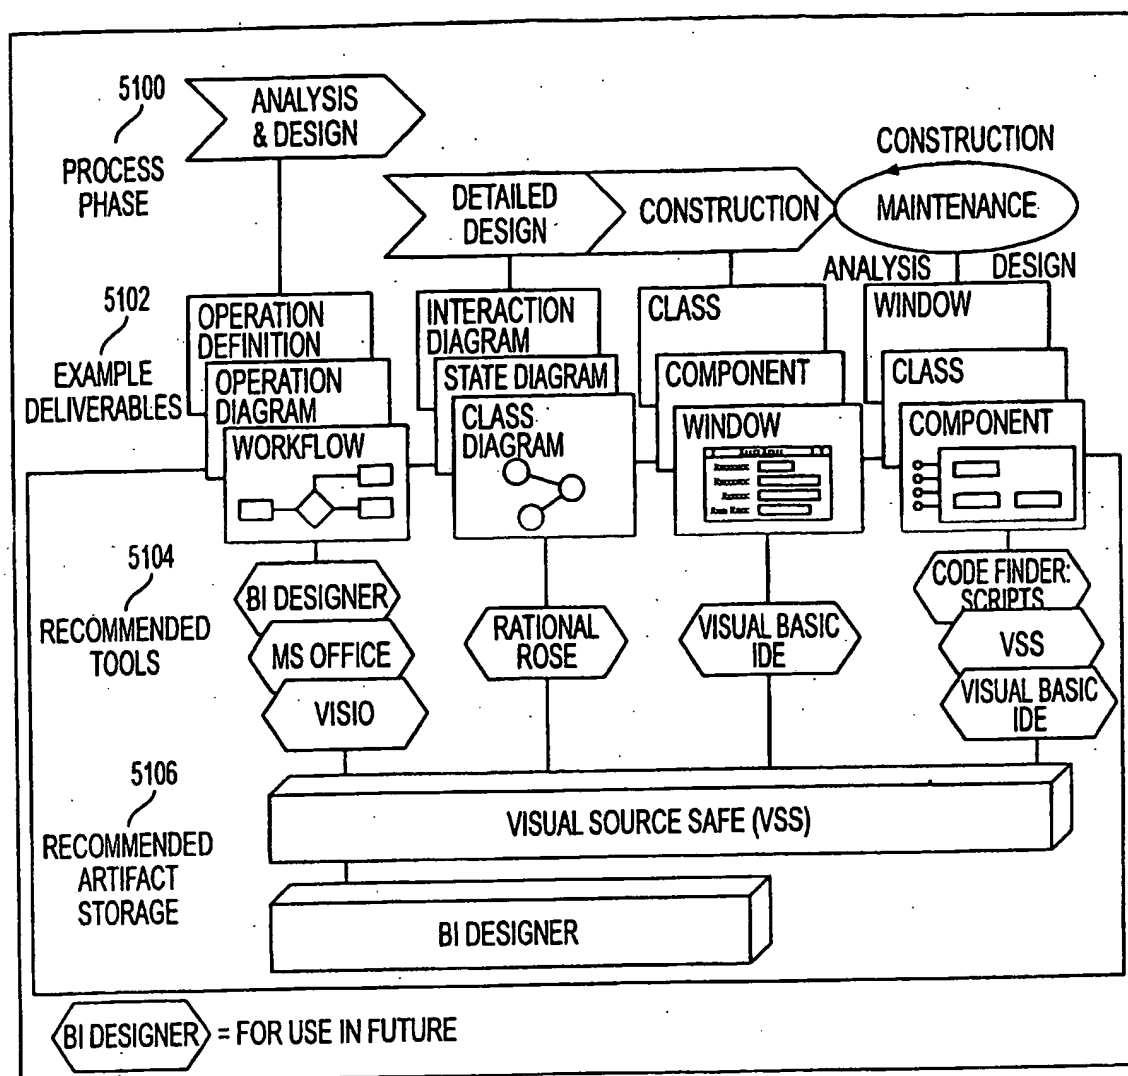 5100
PROCESS
PHASE
ANALYSIS
& DESIGN
DETAILED
DESIGN
CONSTRUCTION
CONSTRUCTION
MAINTENANCE
ANALYSIS
DESIGN
5102
EXAMPLE
DELIVERABLES
OPERATION
DEFINITION
OPERATION
DIAGRAM
WORKFLOW
INTERACTION
DIAGRAM
STATE DIAGRAM
CLASS
DIAGRAM
CLASS
COMPONENT
WINDOW
WINDOW
CLASS
COMPONENT
5104
RECOMMENDED
TOOLS
BI DESIGNER
MS OFFICE
VISIO
RATIONAL
ROSE
VISUAL BASIC
IDE
CODE FINDER:
SCRIPTS
VSS
VISUAL BASIC
IDE
5106
RECOMMENDED
ARTIFACT
STORAGE
VISUAL SOURCE SAFE (VSS)
BI DESIGNER
BI DESIGNER = FOR USE IN FUTURE